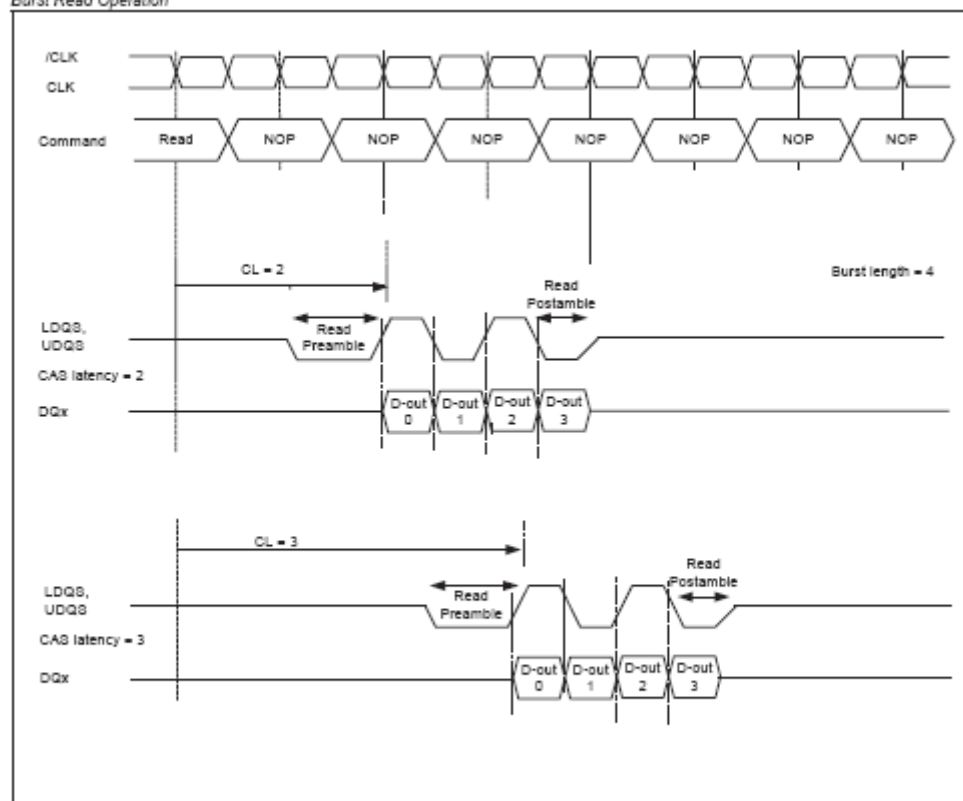 Burst Read Operation
/CLK
CLK
Command Read NOP NOP NOP NOP NOP NOP NOP
CL = 2
Burst length = 4
Read
Postamble
LDQS,
UDQS
Read
Preamble
CAS latency = 2
DQx
D-out
0
D-out
1
D-out
2
D-out
3
CL = 3
Read
Postamble
LDQS,
UDQS
Read
Preamble
CAS latency = 3
DQx
D-out
0
D-out
1
D-out
2
D-out
3